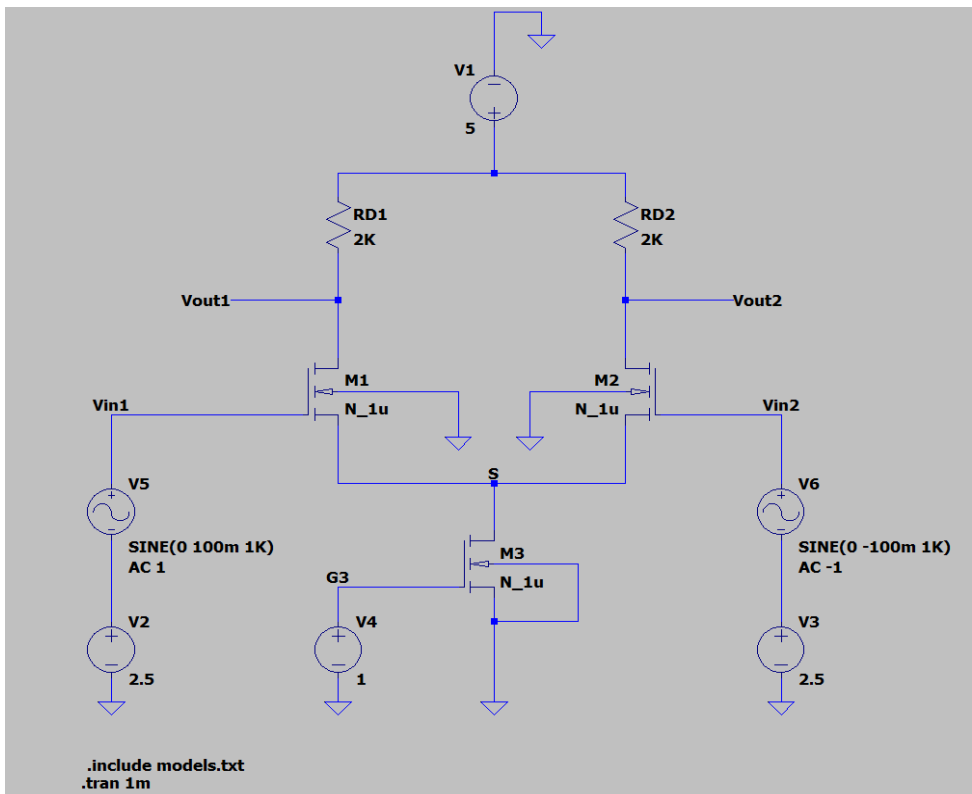 V1
5
RD1
2K
RD2
2K
Vout1
Vout2
M1
N_1u
M2
N_1u
Vin1
Vin2
S
V5
SINE(0 100m 1K)
AC 1
V6
SINE(0 -100m 1K)
AC -1
M3
N_1u
G3
V2
2.5
V4
1
V3
2.5
.include models.txt
.tran 1m